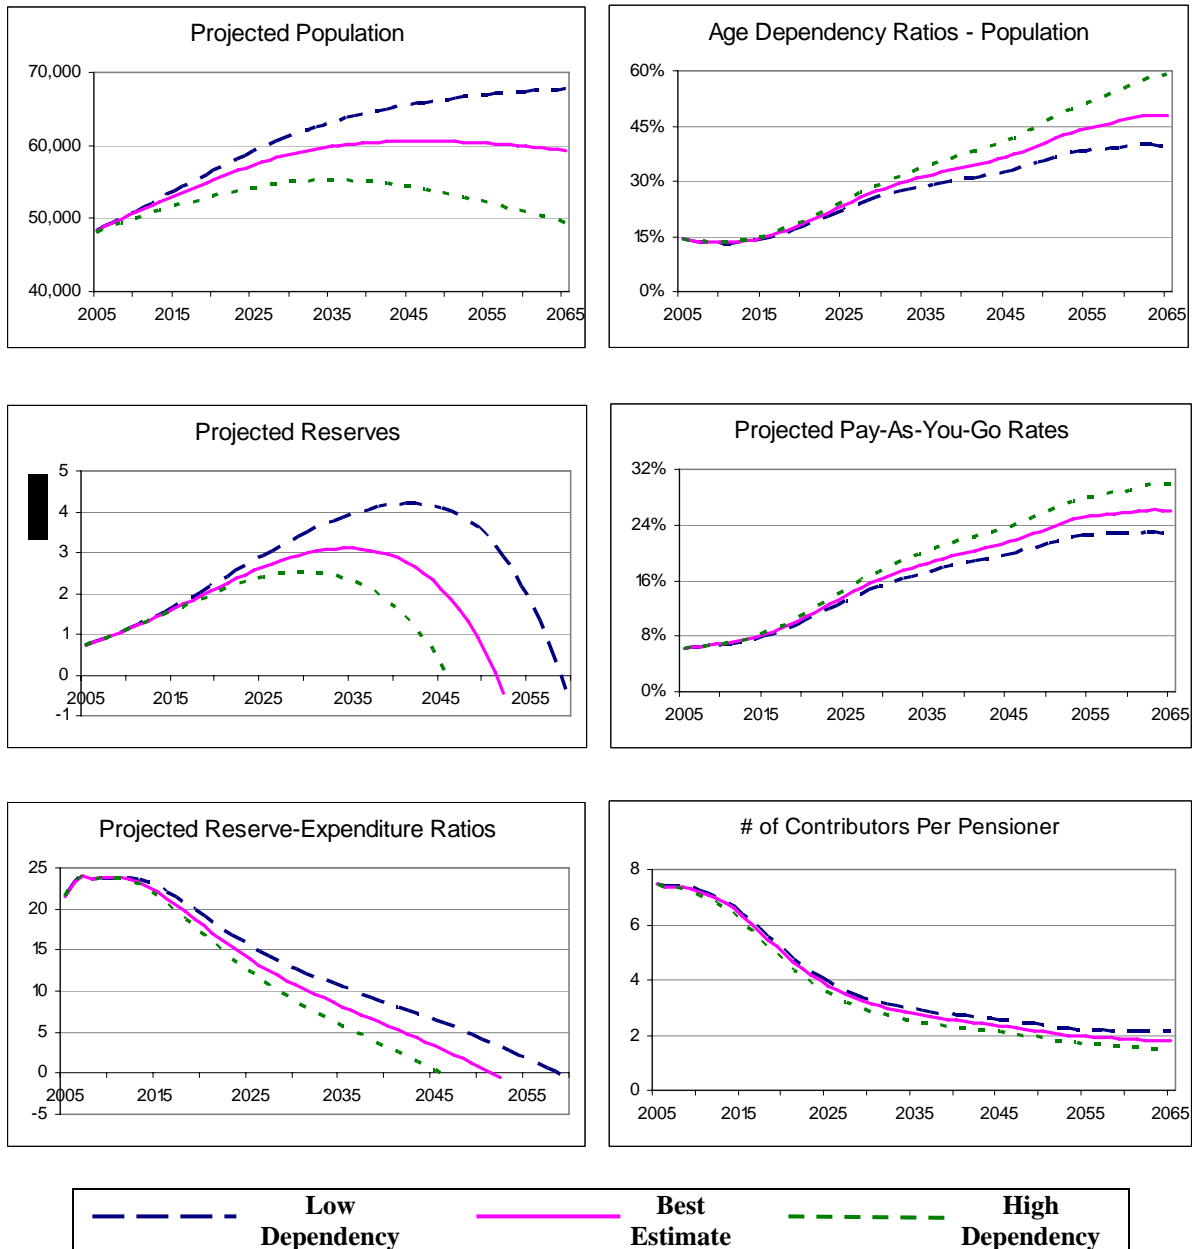 Projected Population
70,000
60,000
50,000
40,000
2005 2015 2025 2035 2045 2055 2065
Age Dependency Ratios - Population
60%
45%
30%
15%
0%
2005 2015 2025 2035 2045 2055 2065
Projected Reserves
5
4
3
2
1
0
2005 2015 2025 2035 2045 2055
-1
Projected Pay-As-You-Go Rates
32%
24%
16%
8%
0%
2005 2015 2025 2035 2045 2055 2065
Projected Reserve-Expenditure Ratios
25
20
15
10
5
0
2005 2015 2025 2035 2045 2055
-5
# of Contributors Per Pensioner
8
6
4
2
0
2005 2015 2025 2035 2045 2055 2065
Low Dependency
Best Estimate
High Dependency